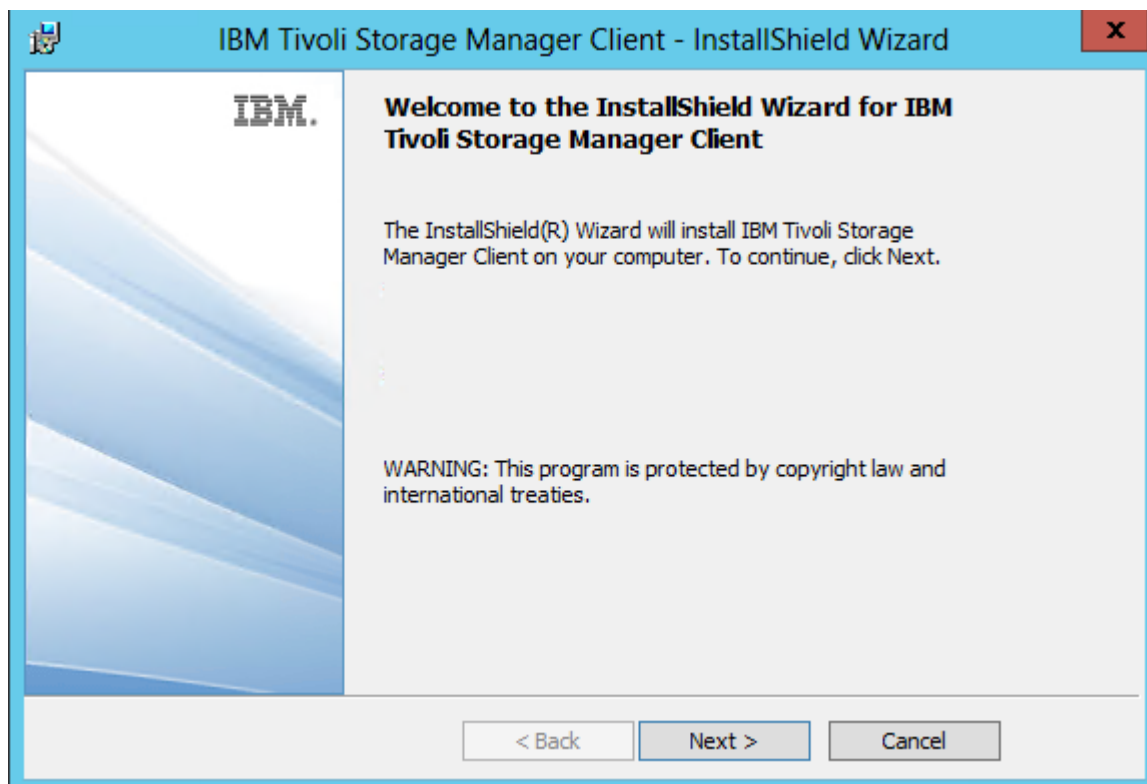 IBM Tivoli Storage Manager Client - InstallShield Wizard
x
IBM.
Welcome to the InstallShield Wizard for IBM
Tivoli Storage Manager Client
The InstallShield(R) Wizard will install IBM Tivoli Storage
Manager Client on your computer. To continue, click Next.
WARNING: This program is protected by copyright law and
international treaties.
< Back
Next >
Cancel